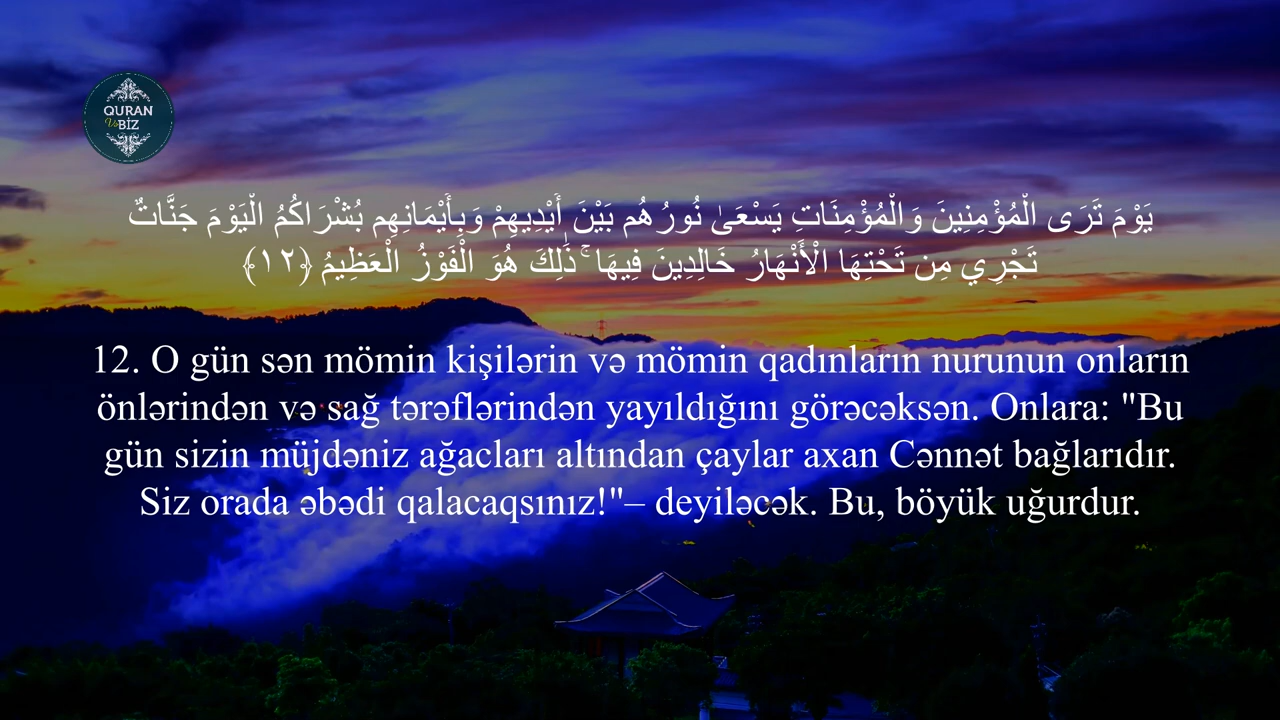 QURAN
Və BİZ
يَوْمَ تَرَى الْمُؤْمِنِينَ وَالْمُؤْمِنَاتِ يَسْعَىٰ نُورُهُم بَيْنَ أَيْدِيهِمْ وَبِأَيْمَانِهِم بُشْرَاكُمُ الْيَوْمَ جَنَّاتٌ
تَجْرِي مِن تَحْتِهَا الْأَنْهَارُ خَالِدِينَ فِيهَا ۚ ذَٰلِكَ هُوَ الْفَوْزُ الْعَظِيمُ ﴿١٢﴾
12. O gün sən mömin kişilərin və mömin qadınların nurunun onların
önlərindən və sağ tərəflərindən yayıldığını görəcəksən. Onlara: "Bu
gün sizin müjdəniz ağacları altından çaylar axan Cənnət bağlarıdır.
Siz orada əbədi qalacaqsınız!"– deyiləcək. Bu, böyük uğurdur.